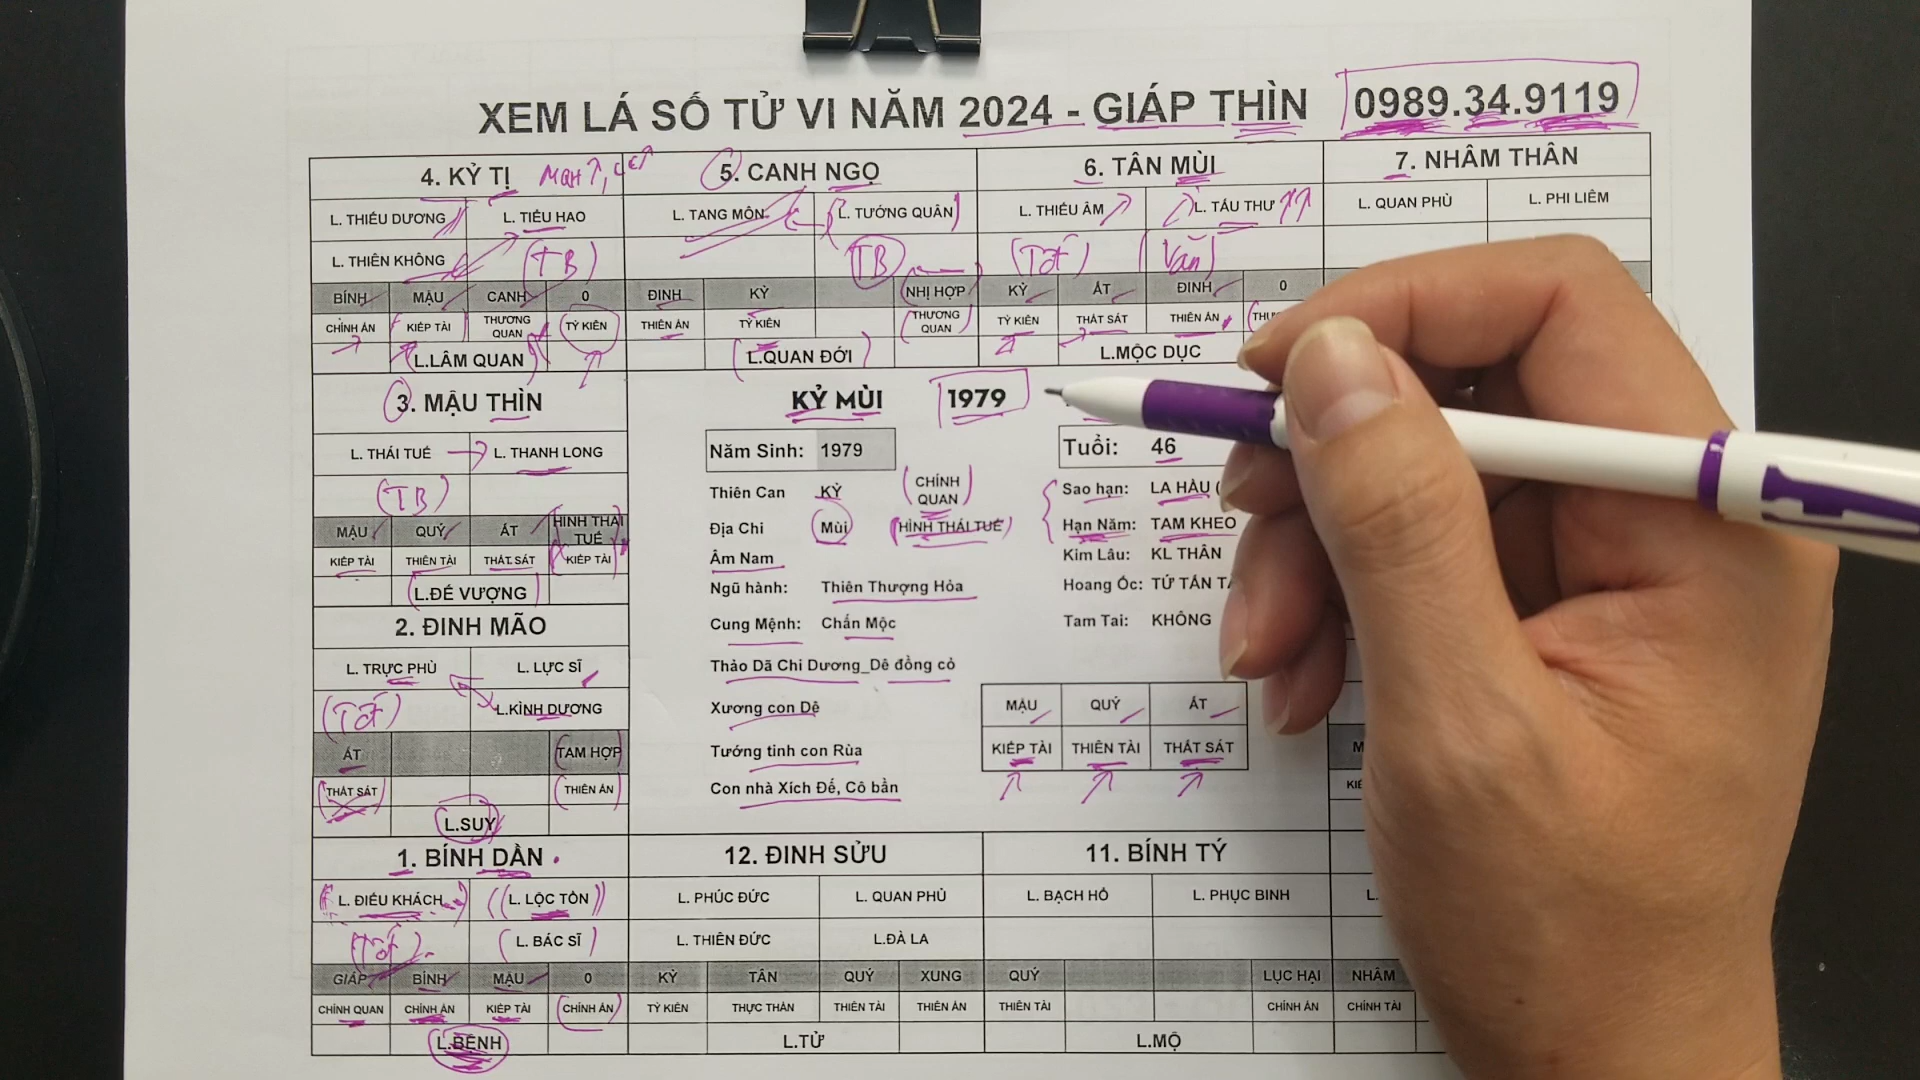 XEM LÁ SỐ TỬ VI NĂM 2024 - GIÁP THÌN 0989.34.9119
4. KỶ TỊ
L. THIẾU DƯƠNG L. TIỂU HAO
L. THIÊN KHÔNG (TB)
BÍNH MẬU CANH 0
CHÍNH ẤN KIẾP TÀI THƯƠNG QUAN TỶ KIÊN
L.LÂM QUAN
5. CANH NGỌ
L. TANG MÔN L. TƯỚNG QUÂN
(TB)
ĐINH KỶ NHỊ HỢP
THIÊN ẤN TỶ KIÊN THƯƠNG QUAN
L.QUAN ĐỚI
6. TÂN MÙI
L. THIẾU ÂM L. TẤU THƯ
(Tốt) (Văn)
KỶ ẤT ĐINH 0
TỶ KIÊN THẤT SÁT THIÊN ẤN
L.MỘC DỤC
7. NHÂM THÂN
L. QUAN PHÙ L. PHI LIÊM
3. MẬU THÌN
L. THÁI TUẾ L. THANH LONG
(TB)
MẬU QUÝ ẤT HÌNH THÁI TUẾ
KIẾP TÀI THIÊN TÀI THẤT SÁT KIẾP TÀI
L.ĐẾ VƯỢNG
KỶ MÙI 1979
Năm Sinh: 1979 Tuổi: 46
Thiên Can KỶ CHÍNH QUAN Sao hạn: LA HẦU (
Địa Chi Mùi HÌNH THÁI TUẾ Hạn Năm: TAM KHEO
Âm Nam Kim Lâu: KL THÂN
Ngũ hành: Thiên Thượng Hỏa Hoang Ốc: TỨ TẤN
Cung Mệnh: Chấn Mộc Tam Tai: KHÔNG
Thảo Dã Chi Dương_Dê đồng cỏ
Xương con Dê
Tướng tinh con Rùa
Con nhà Xích Đế, Cô bần
MẬU QUÝ ẤT
KIẾP TÀI THIÊN TÀI THẤT SÁT
2. ĐINH MÃO
L. TRỰC PHÙ L. LỰC SĨ
(Tốt) L.KÌNH DƯƠNG
ẤT TAM HỢP
THẤT SÁT THIÊN ẤN
L.SUY
1. BÍNH DẦN
L. ĐIẾU KHÁCH L. LỘC TỒN
(Tốt) L. BÁC SĨ
GIÁP BÍNH MẬU 0
CHÍNH QUAN CHÍNH ẤN KIẾP TÀI CHÍNH ẤN
L.BỆNH
12. ĐINH SỬU
L. PHÚC ĐỨC L. QUAN PHỦ
L. THIÊN ĐỨC L.ĐÀ LA
KỶ TÂN QUÝ XUNG
TỶ KIÊN THỰC THẦN THIÊN TÀI THIÊN ẤN
L.TỬ
11. BÍNH TÝ
L. BẠCH HỔ L. PHỤC BINH
QUÝ LỤC HẠI
THIÊN TÀI CHÍNH ẤN
L.MỘ
L.
NHÂM
CHÍNH TÀI